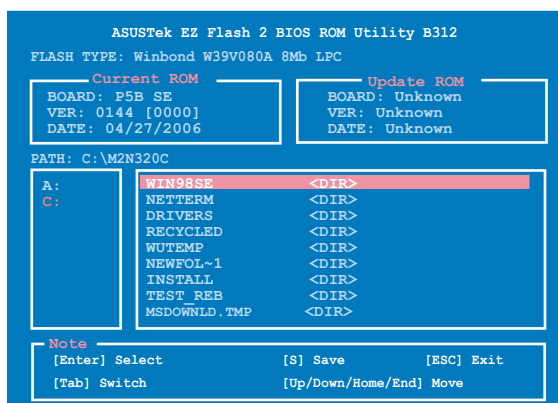 ASUSTek EZ Flash 2 BIOS ROM Utility B312
FLASH TYPE: Winbond W39V080A 8Mb LPC
Current ROM
BOARD: P5B SE
VER: 0144 [0000]
DATE: 04/27/2006
Update ROM
BOARD: Unknown
VER: Unknown
DATE: Unknown
PATH: C:\M2N320C
A:
C:
WIN98SE <DIR>
NETTERM <DIR>
DRIVERS <DIR>
RECYCLED <DIR>
WUTEMP <DIR>
NEWFOL~1 <DIR>
INSTALL <DIR>
TEST_REB <DIR>
MSDOWNLD.TMP <DIR>
Note
[Enter] Select [S] Save [ESC] Exit
[Tab] Switch [Up/Down/Home/End] Move